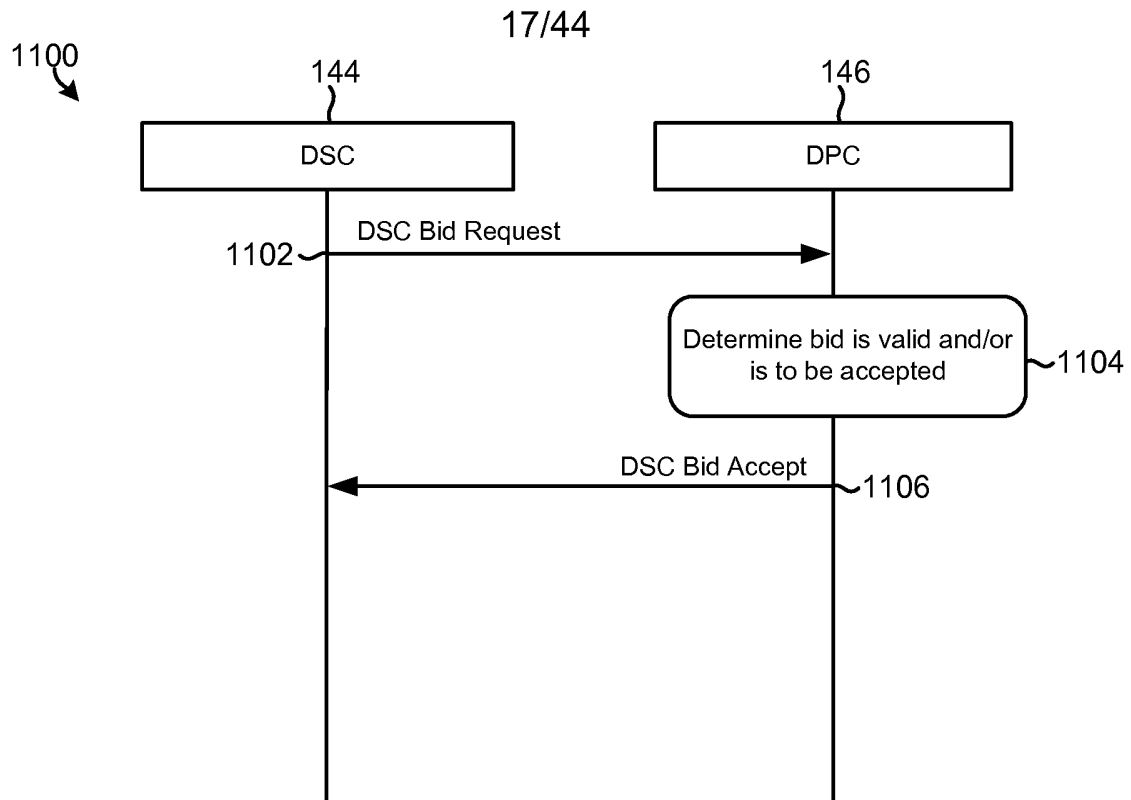 17/44
1100
144
146
DSC
DPC
DSC Bid Request
1102
Determine bid is valid and/or
is to be accepted
1104
DSC Bid Accept
1106